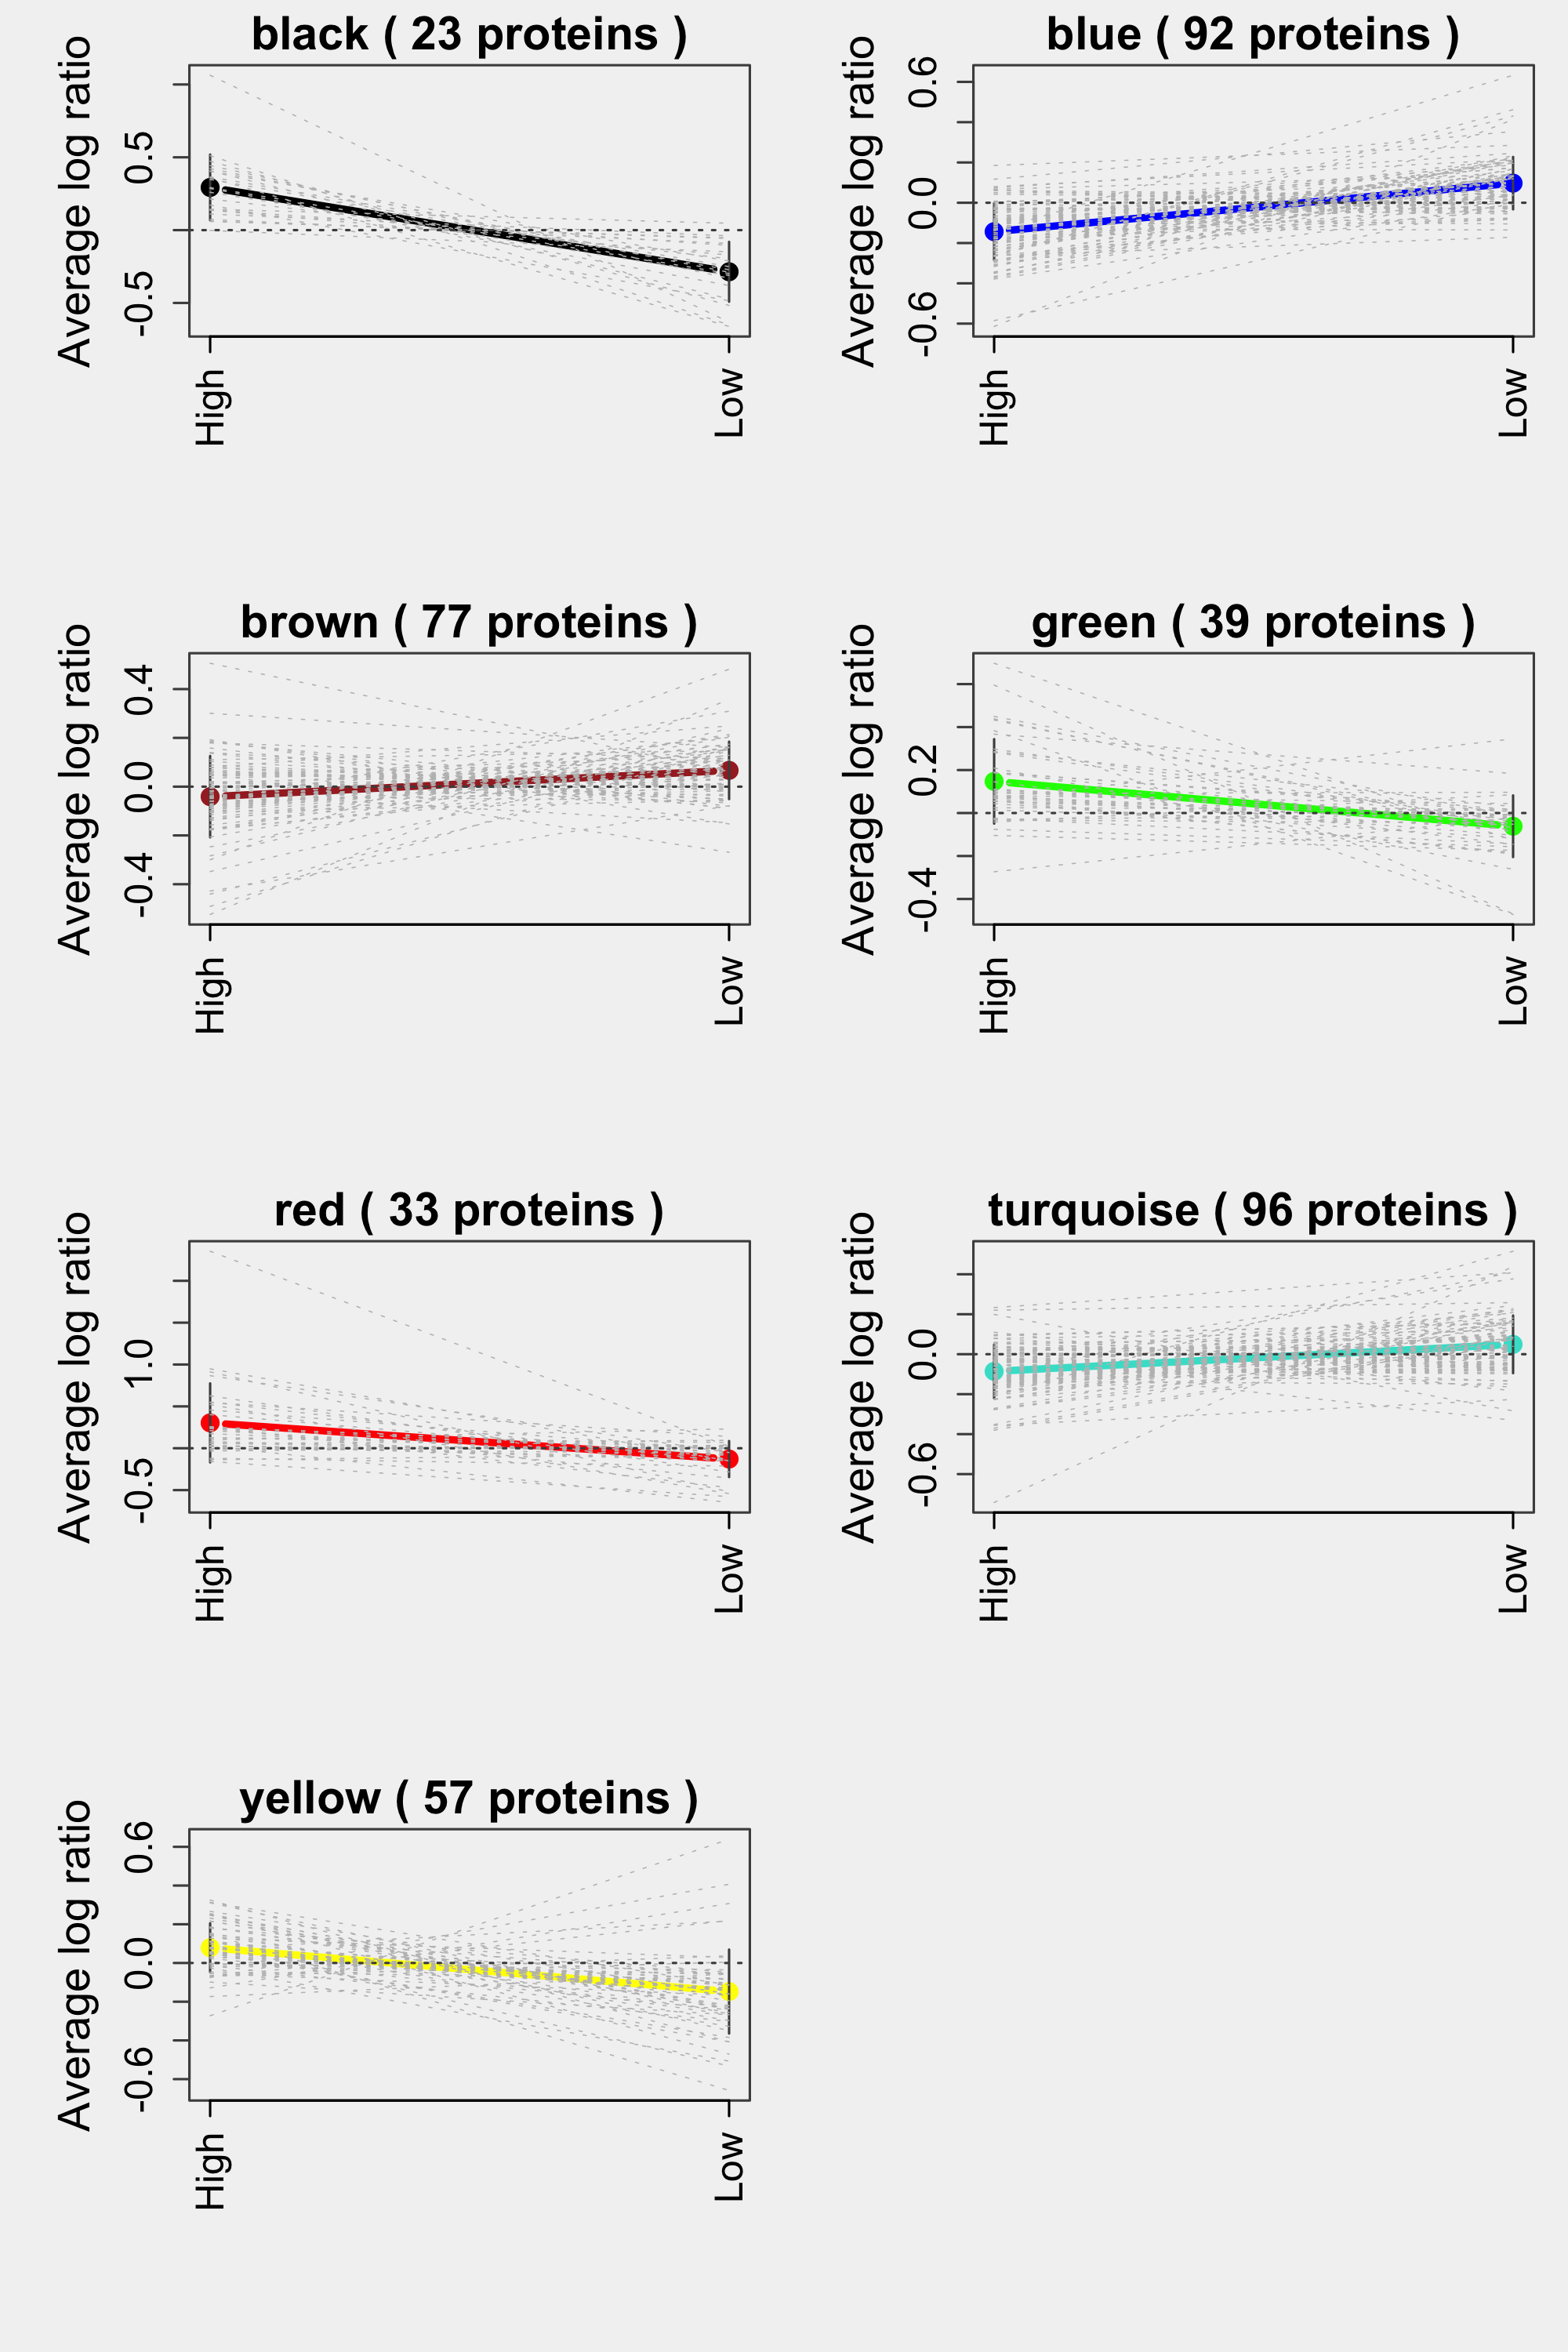 black ( 23 proteins )
Average log ratio
0.5
-0.5
High
Low
blue ( 92 proteins )
Average log ratio
0.6
0.0
-0.6
High
Low
brown ( 77 proteins )
Average log ratio
0.4
0.0
-0.4
High
Low
green ( 39 proteins )
Average log ratio
0.2
-0.4
High
Low
red ( 33 proteins )
Average log ratio
1.0
-0.5
High
Low
turquoise ( 96 proteins )
Average log ratio
0.0
-0.6
High
Low
yellow ( 57 proteins )
Average log ratio
0.6
0.0
-0.6
High
Low